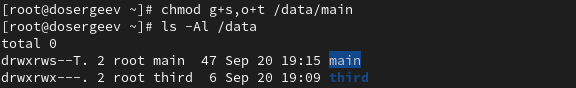 [root@dosergeev ~]# chmod g+s,o+t /data/main
[root@dosergeev ~]# ls -Al /data
total 0
drwxrws--T. 2 root main  47 Sep 20 19:15 main
drwxrwx---. 2 root third  6 Sep 20 19:09 third